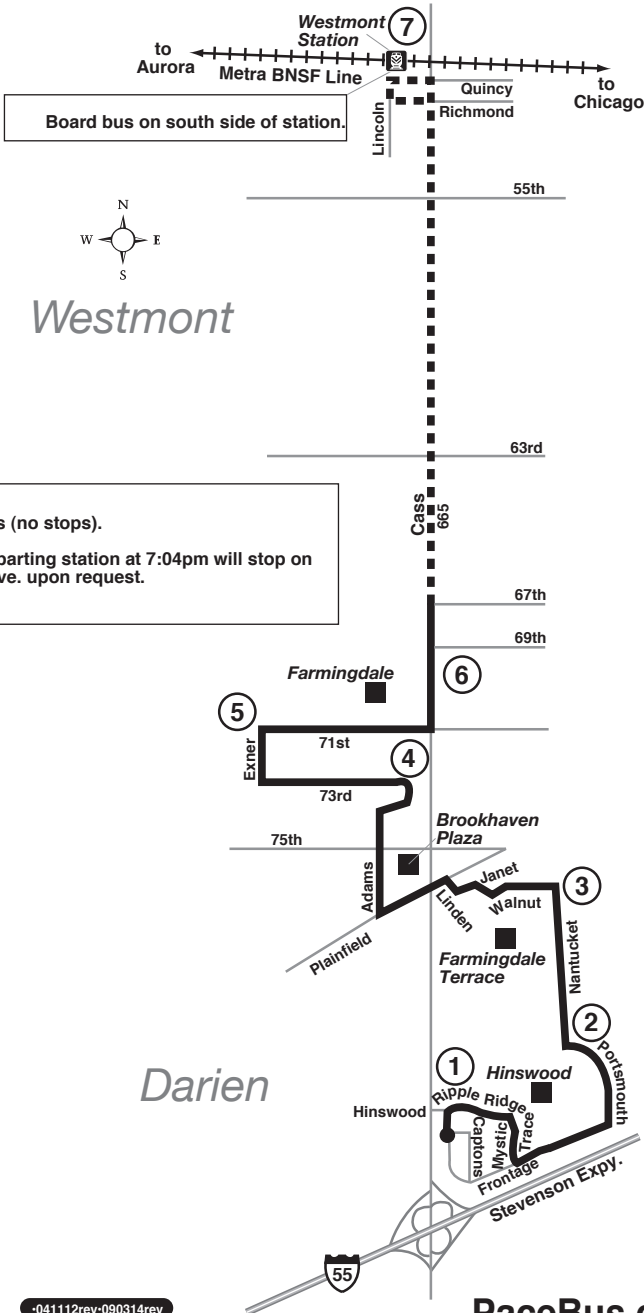 Westmont
Station
7
to
Aurora
Metra BNSF Line
to
Chicago
Quincy
Richmond
Lincoln
Board bus on south side of station.
55th
N
W
E
S
Westmont
63rd
Cass
665
s (no stops).
parting station at 7:04pm will stop on
ve. upon request.
67th
69th
6
Farmingdale
5
71st
Exner
4
73rd
Brookhaven
Plaza
75th
Adams
Janet
3
Linden
Walnut
Plainfield
Farmingdale
Terrace
Nantucket
2
Portsmouth
1
Hinswood
Darien
Ripple Ridge
Hinswood
Captons
Mystic
Trace
Frontage
Stevenson Expy.
55
·041112rev·090314rev
PaceBus